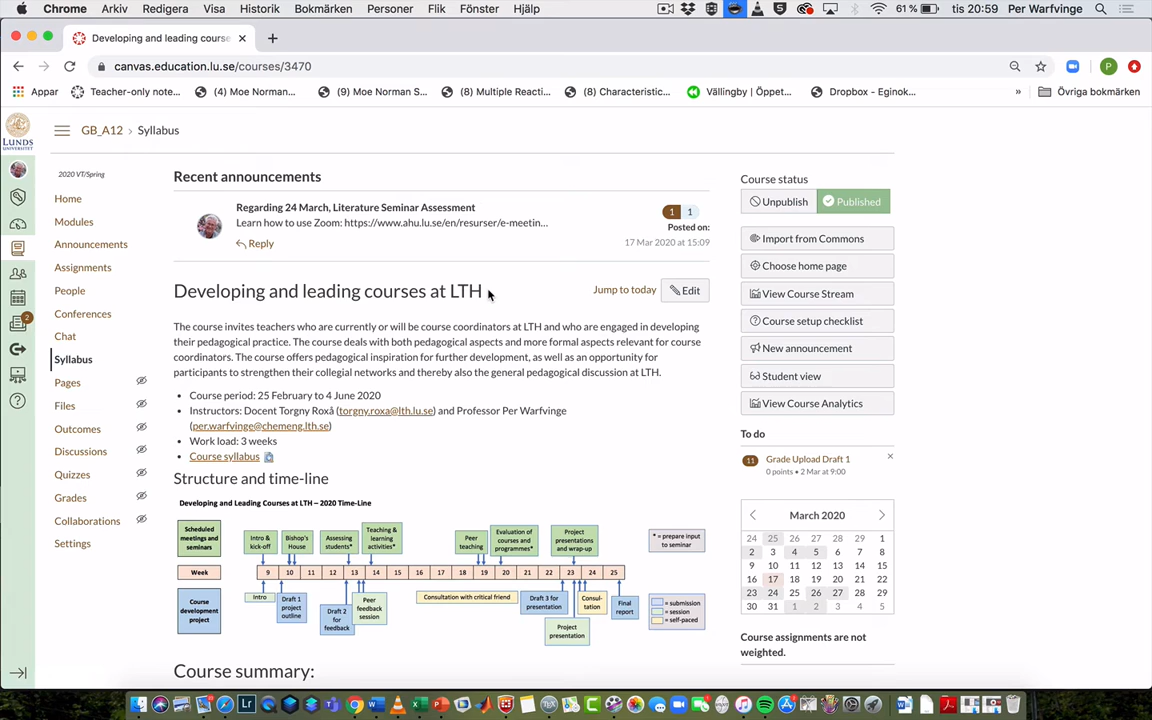 Chrome Arkiv Redigera Visa Historik Bokmärken Personer Flik Fönster Hjälp 61 % tis 20:59 Per Warfvinge
Developing and leading course
canvas.education.lu.se/courses/3470
P
Appar Teacher-only note... (4) Moe Norman... (9) Moe Norman S... (8) Multiple Reacti... (8) Characteristic... Vällingby | Öppet... Dropbox - Eginok... » Övriga bokmärken
LUNDS
UNIVERSITET
GB_A12 › Syllabus
2020 VT/Spring
Home
Modules
Announcements
Assignments
People
Conferences
Chat
Syllabus
Pages
Files
Outcomes
Discussions
Quizzes
Grades
Collaborations
Settings
2
Recent announcements
Regarding 24 March, Literature Seminar Assessment
Learn how to use Zoom: https://www.ahu.lu.se/en/resurser/e-meetin...
Reply
1 1
Posted on:
17 Mar 2020 at 15:09
Developing and leading courses at LTH
Jump to today Edit
The course invites teachers who are currently or will be course coordinators at LTH and who are engaged in developing
their pedagogical practice. The course deals with both pedagogical aspects and more formal aspects relevant for course
coordinators. The course offers pedagogical inspiration for further development, as well as an opportunity for
participants to strengthen their collegial networks and thereby also the general pedagogical discussion at LTH.
• Course period: 25 February to 4 June 2020
• Instructors: Docent Torgny Roxå (torgny.roxa@lth.lu.se) and Professor Per Warfvinge
(per.warfvinge@chemeng.lth.se)
• Work load: 3 weeks
• Course syllabus
Structure and time-line
Developing and Leading Courses at LTH – 2020 Time-Line
Scheduled
meetings and
seminars
Intro &
kick-off
Bishop's
House
Assessing
students*
Teaching &
learning
activities*
Peer
teaching
Evaluation of
courses and
programmes*
Project
presentations
and wrap-up
* = prepare input
to seminar
Week 9 10 11 12 13 14 15 16 17 18 19 20 21 22 23 24 25
Course
development
project
Intro
Draft 1
project
outline
Draft 2
for
feedback
Peer
feedback
session
Consultation with critical friend
Draft 3 for
presentation
Project
presentation
Consul-
tation
Final
report
= submission
= session
= self-paced
Course summary:
Course status
Unpublish Published
Import from Commons
Choose home page
View Course Stream
Course setup checklist
New announcement
Student view
View Course Analytics
To do
11 Grade Upload Draft 1
0 points • 2 Mar at 9:00
March 2020
24 25 26 27 28 29 1
2 3 4 5 6 7 8
9 10 11 12 13 14 15
16 17 18 19 20 21 22
23 24 25 26 27 28 29
30 31 1 2 3 4 5
Course assignments are not
weighted.